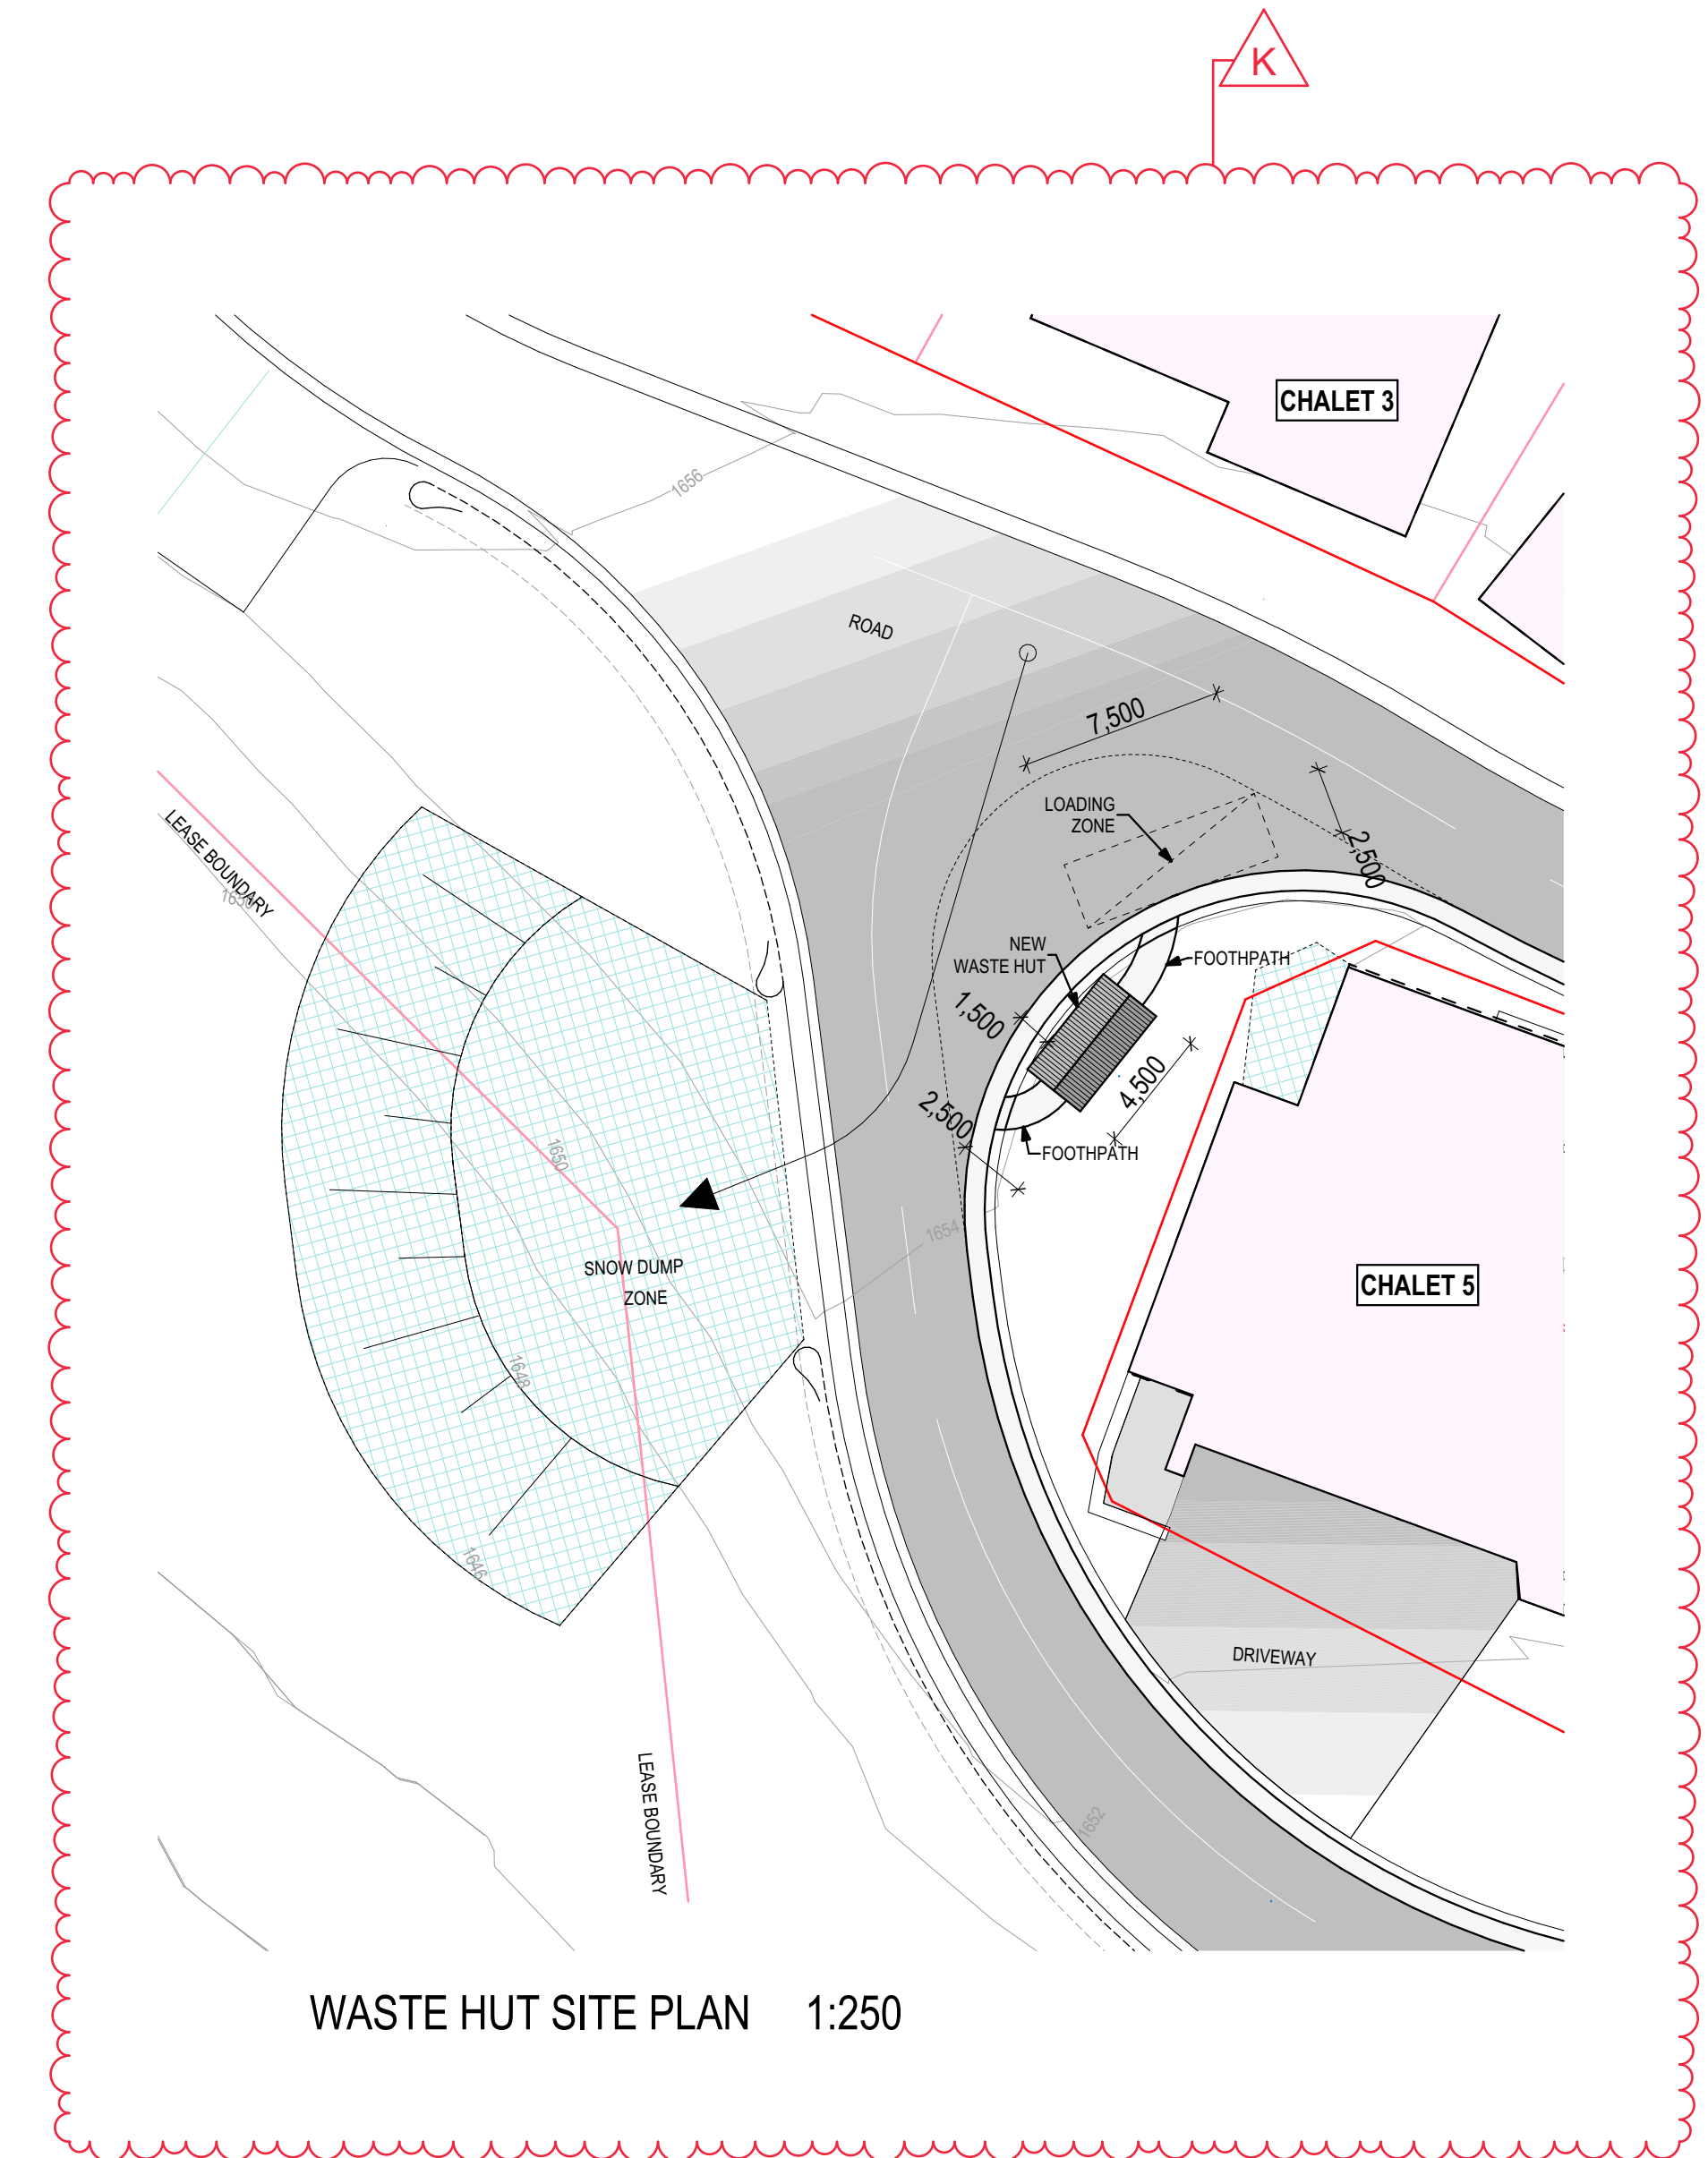 K
CHALET 3
1656
ROAD
7,500
LOADING
ZONE
2,500
LEASE BOUNDARY
NEW
WASTE HUT
FOOTHPATH
1,500
4,500
2,500
FOOTHPATH
1650
1654
SNOW DUMP
ZONE
CHALET 5
1648
1646
DRIVEWAY
LEASE BOUNDARY
1652
WASTE HUT SITE PLAN 1:250